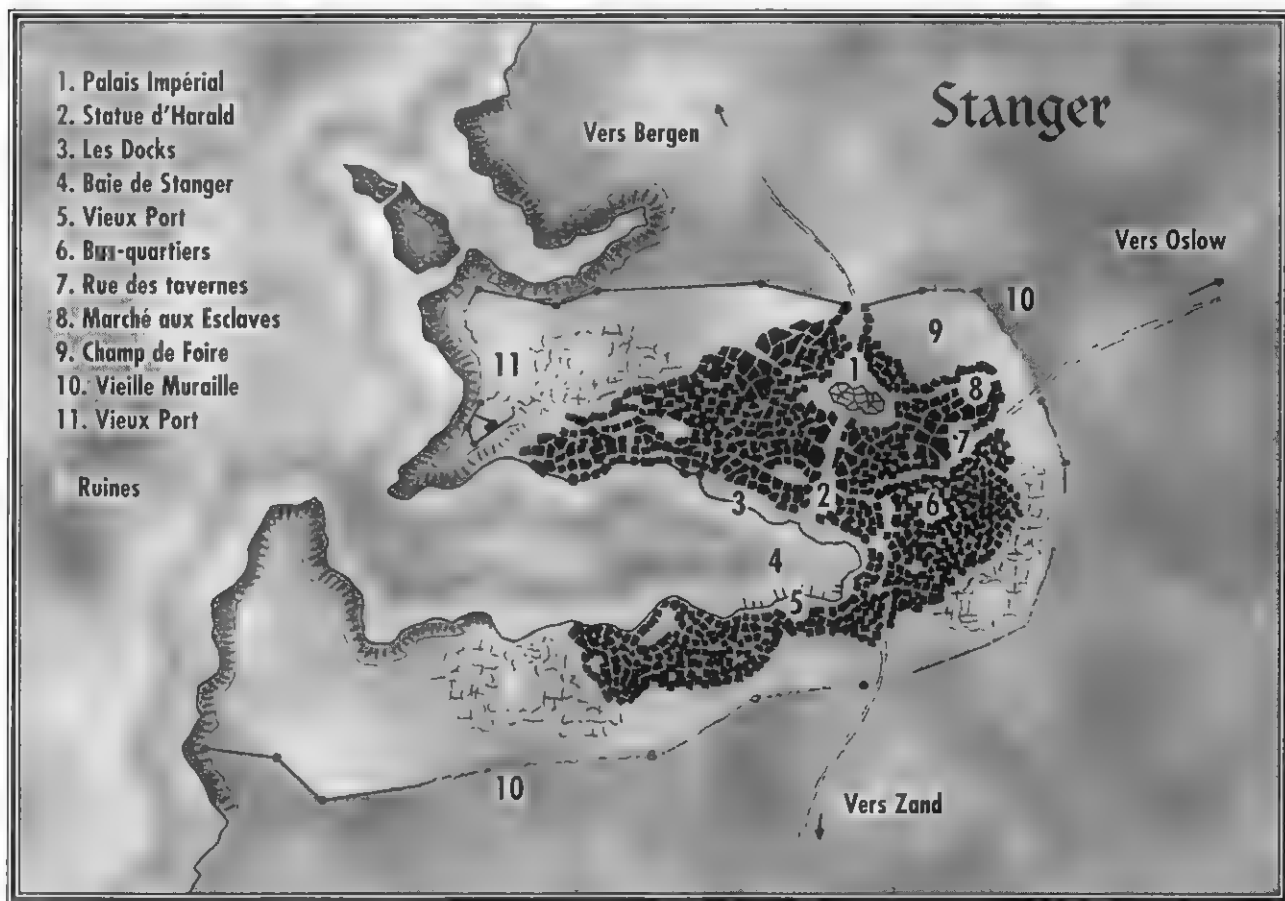 1. Palais Impérial
2. Statue d'Harald
3. Les Docks
4. Baie de Stanger
5. Vieux Port
6. -quartiers
7. Rue des tavernes
8. Marché aux Esclaves
9. Champ de Foire
10. Vieille Muraille
11. Vieux Port
Ruines
Stanger
Vers Bergen
Vers Oslow
10
9
1
8
11
7
3
2
6
4
5
10
Vers Zand